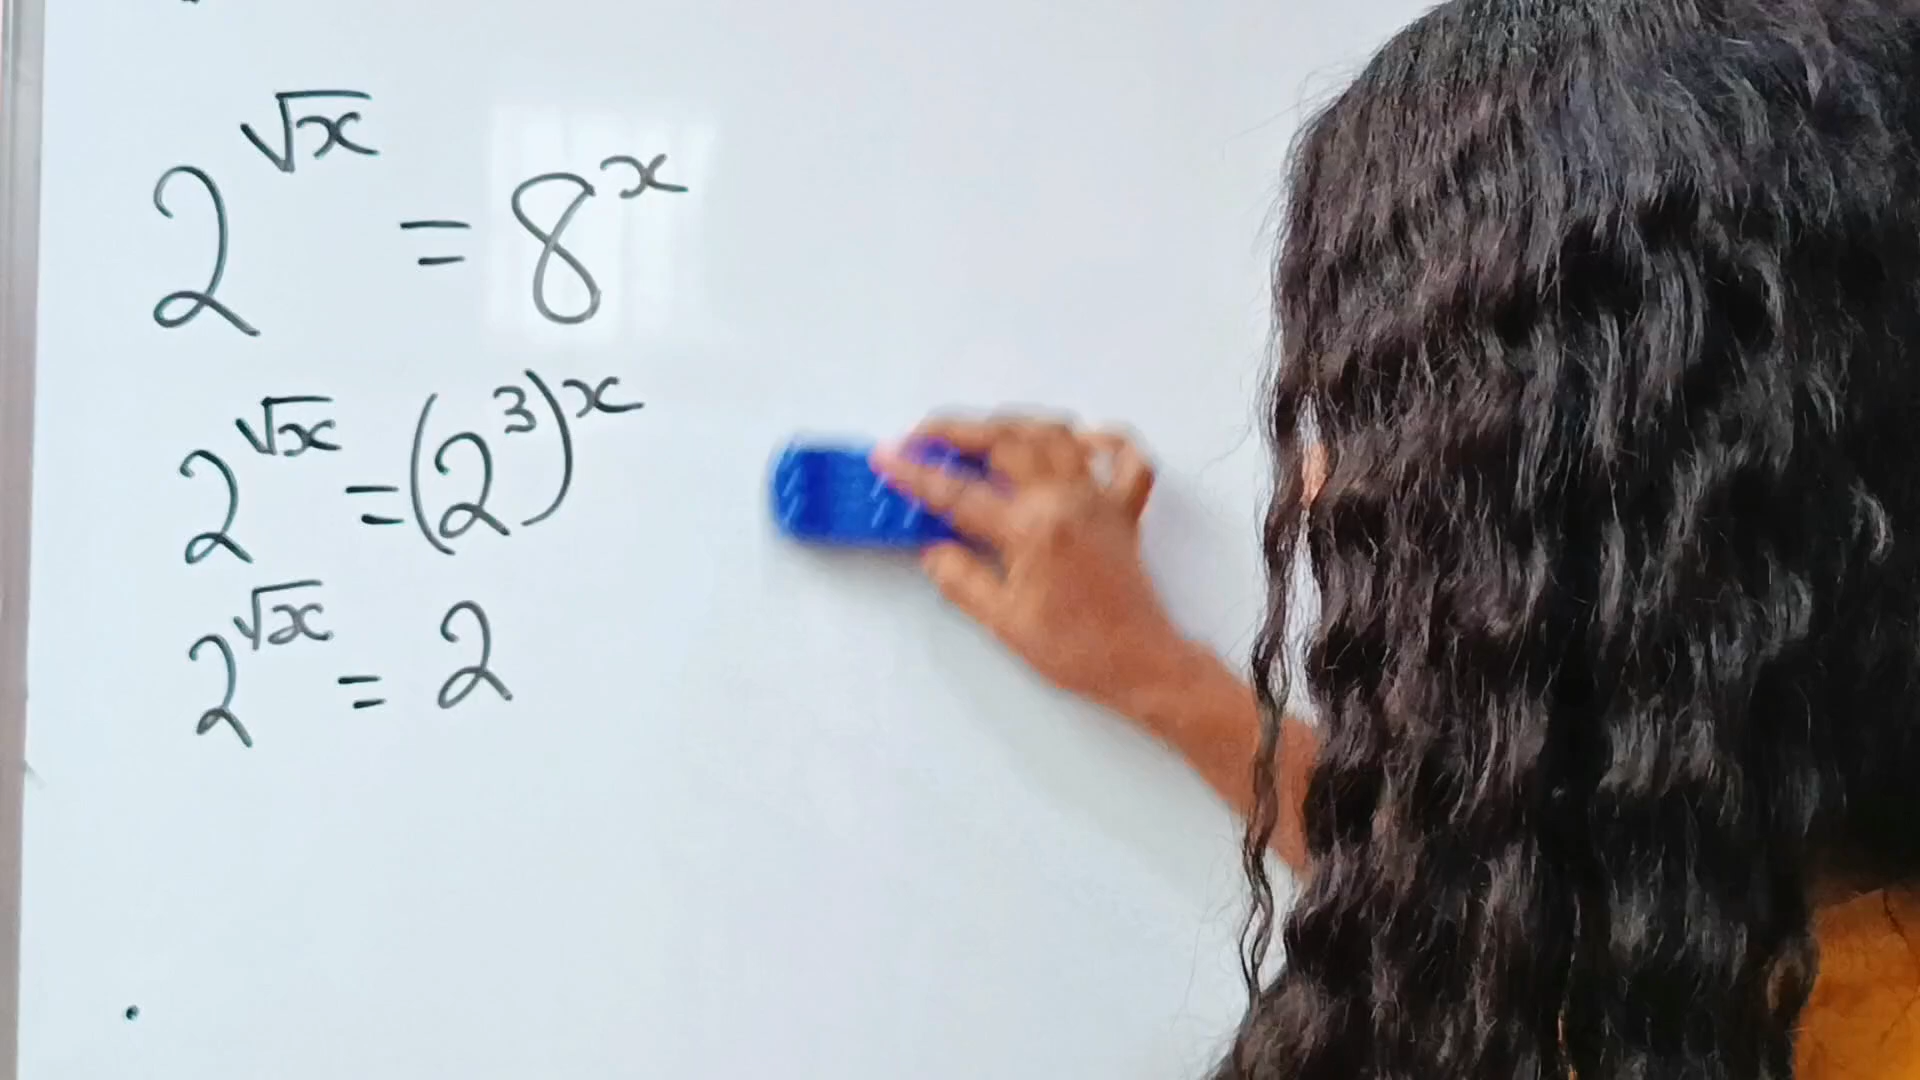 2^√x = 8^x
2^√x = (2^3)^x
2^√x = 2